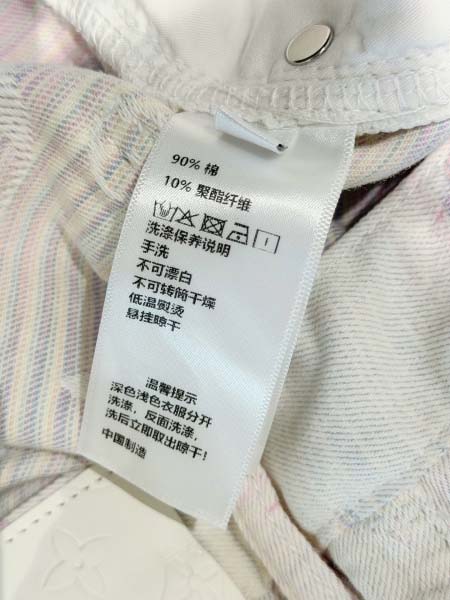 90% 棉
10% 聚酯纤维
洗涤保养说明
手洗
不可漂白
不可转筒干燥
低温熨烫
悬挂晾干
温馨提示
深色浅色衣服分开
洗涤，反面洗涤，
洗后立即取出晾干！
中国制造